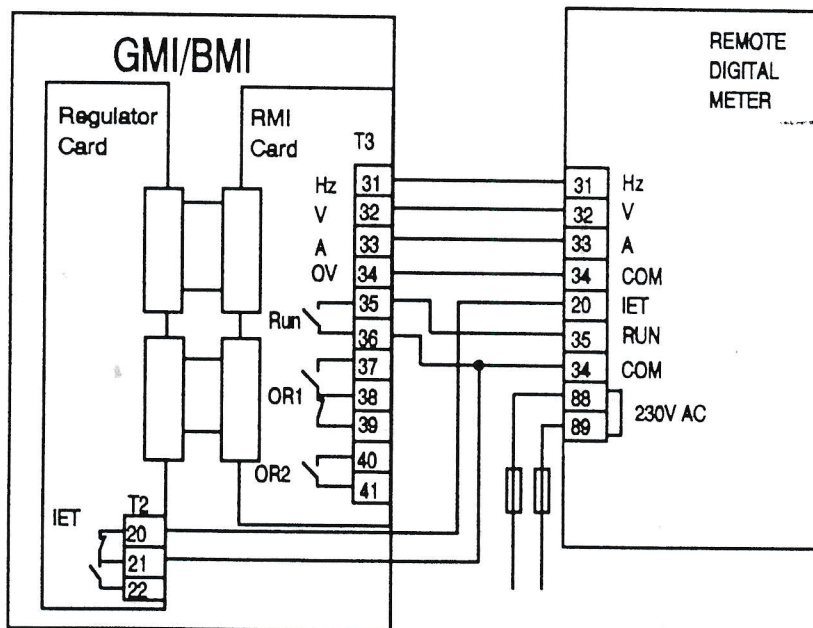 GMI/BMI
REMOTE
DIGITAL
METER
Regulator
Card
RMI
Card
T3
Hz 31
V 32
A 33
OV 34
35
Run 36
37
OR1 38
39
40
OR2 41
31 Hz
32 V
33 A
34 COM
20 IET
35 RUN
34 COM
88
89
230V AC
T2
IET
20
21
22